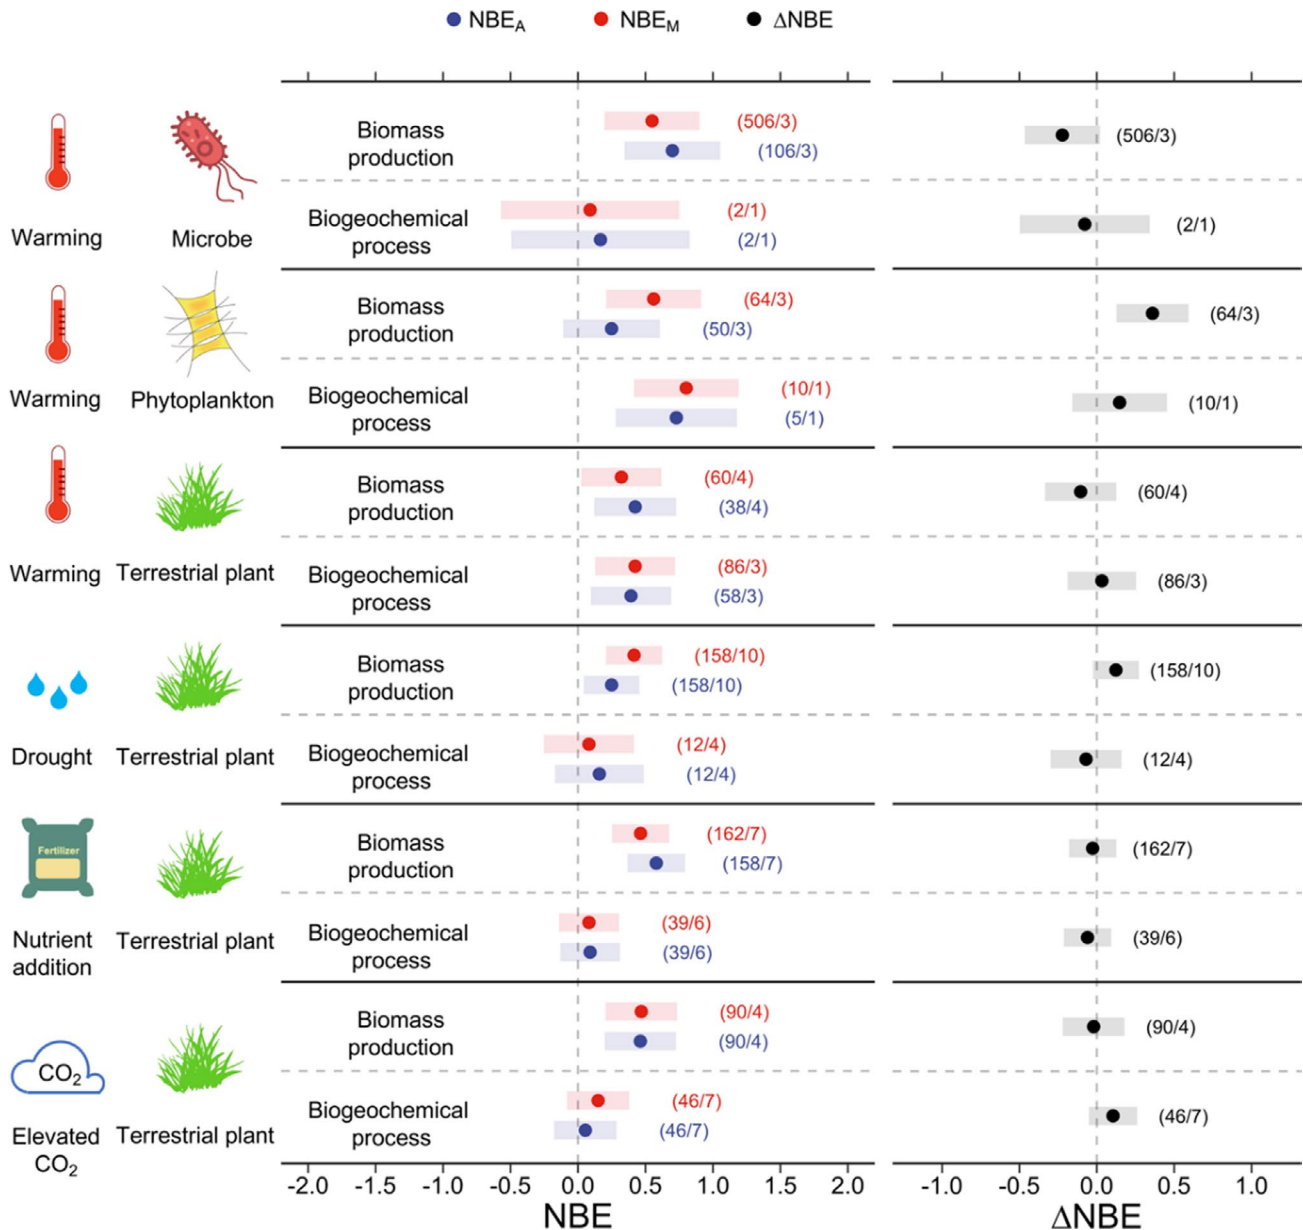 NBE_A NBE_M ΔNBE
Biomass
production
(506/3)
(106/3)
(506/3)
Warming Microbe
Biogeochemical
process
(2/1)
(2/1)
(2/1)
Biomass
production
(64/3)
(50/3)
(64/3)
Warming Phytoplankton
Biogeochemical
process
(10/1)
(5/1)
(10/1)
Biomass
production
(60/4)
(38/4)
(60/4)
Warming Terrestrial plant
Biogeochemical
process
(86/3)
(58/3)
(86/3)
Biomass
production
(158/10)
(158/10)
(158/10)
Drought Terrestrial plant
Biogeochemical
process
(12/4)
(12/4)
(12/4)
Fertilizer
Biomass
production
(162/7)
(158/7)
(162/7)
Nutrient
addition
Terrestrial plant
Biogeochemical
process
(39/6)
(39/6)
(39/6)
CO₂
Biomass
production
(90/4)
(90/4)
(90/4)
Elevated
CO₂
Terrestrial plant
Biogeochemical
process
(46/7)
(46/7)
(46/7)
-2.0 -1.5 -1.0 -0.5 0.0 0.5 1.0 1.5 2.0
NBE
-1.0 -0.5 0.0 0.5 1.0
ΔNBE